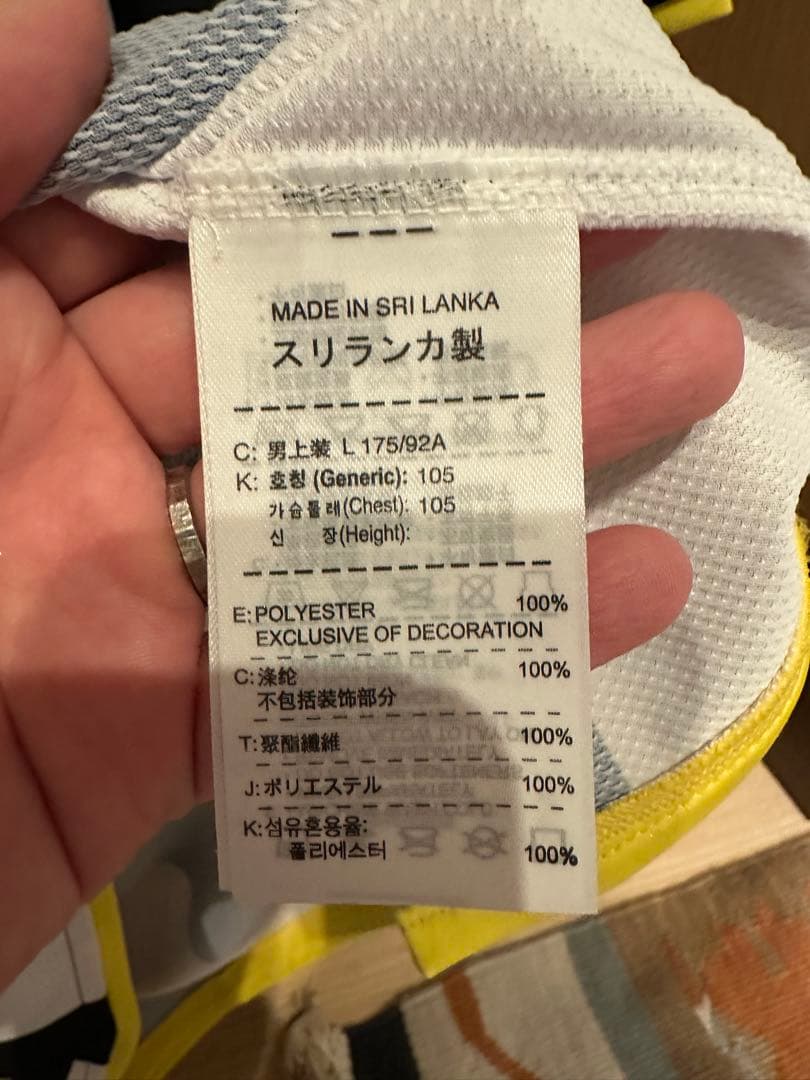 MADE IN SRI LANKA
スリランカ製
C: 男上装 L 175/92A
K: 호칭 (Generic): 105
가슴둘레(Chest): 105
신 장(Height):
E: POLYESTER 100%
EXCLUSIVE OF DECORATION
C: 涤纶 100%
不包括装饰部分
T: 聚酯纖維 100%
J: ポリエステル 100%
K: 섬유혼용율:
폴리에스터 100%